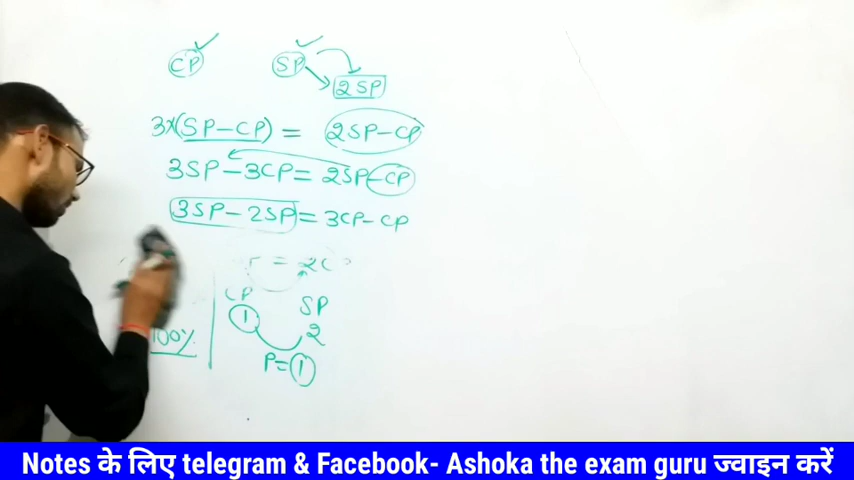 CP SP
2SP
3×(SP-CP) = 2SP-CP
3SP-3CP = 2SP-CP
3SP-2SP = 3CP-CP
= 2C
CP SP
1 2
100%
P=1
Notes के लिए telegram & Facebook- Ashoka the exam guru ज्वाइन करें